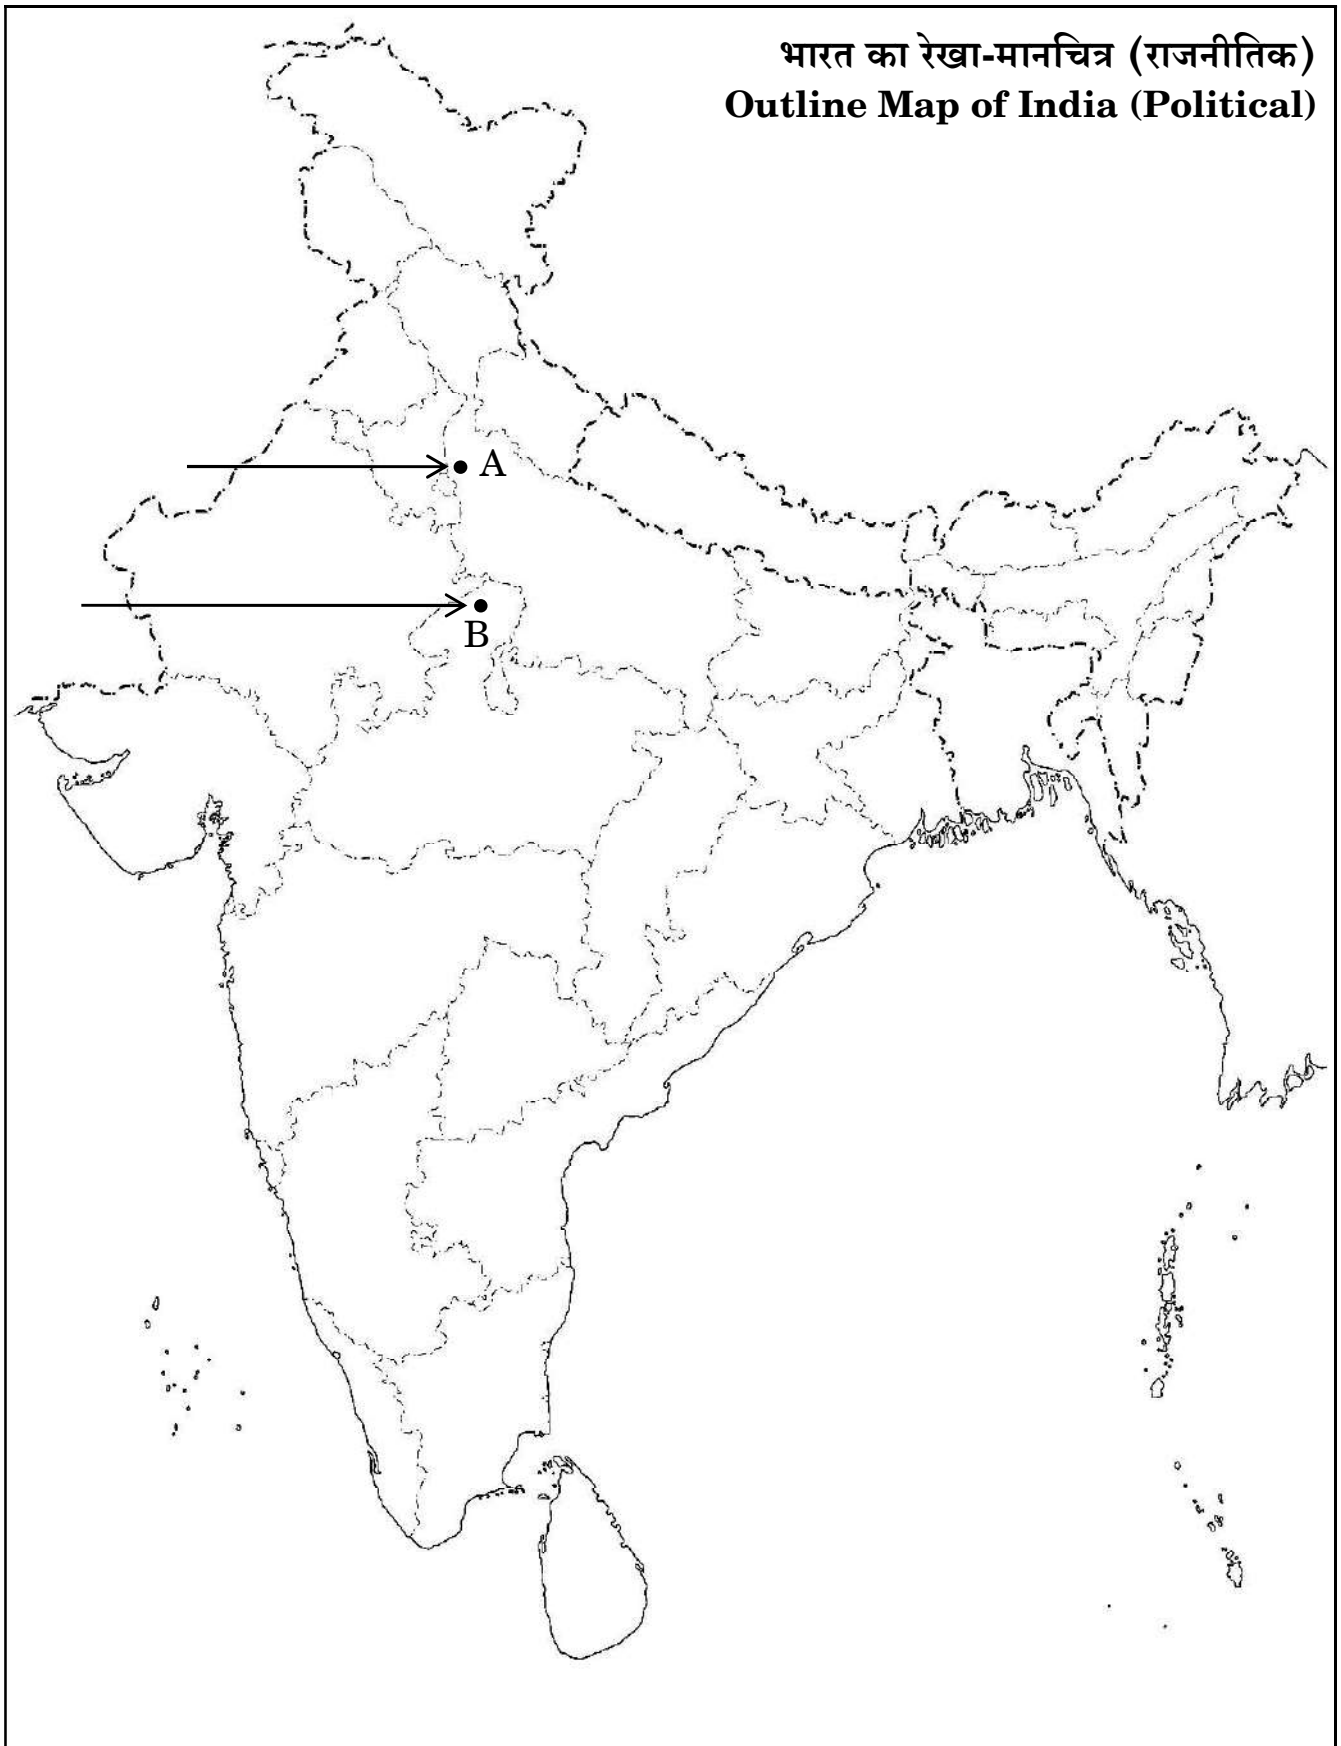 भारत का रेखा-मानचित्र (राजनीतिक)
Outline Map of India (Political)
A
B